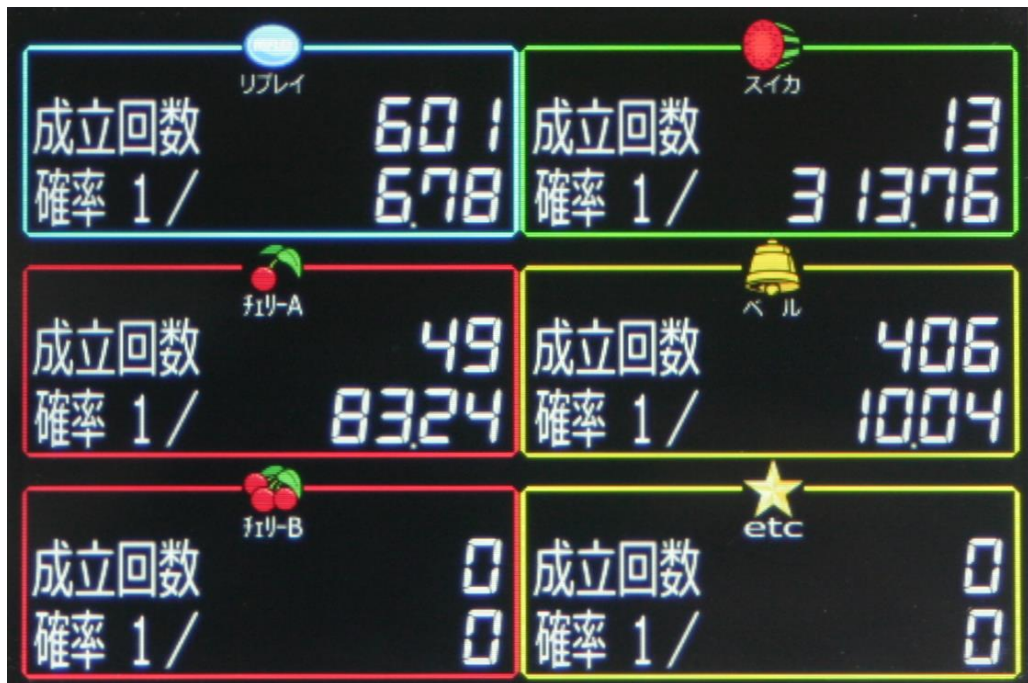 リプレイ
成立回数 601
確率 1/ 6.78
スイカ
成立回数 13
確率 1/ 313.76
チェリーA
成立回数 49
確率 1/ 83.24
ベル
成立回数 406
確率 1/ 10.04
チェリーB
成立回数 0
確率 1/ 0
etc
成立回数 0
確率 1/ 0